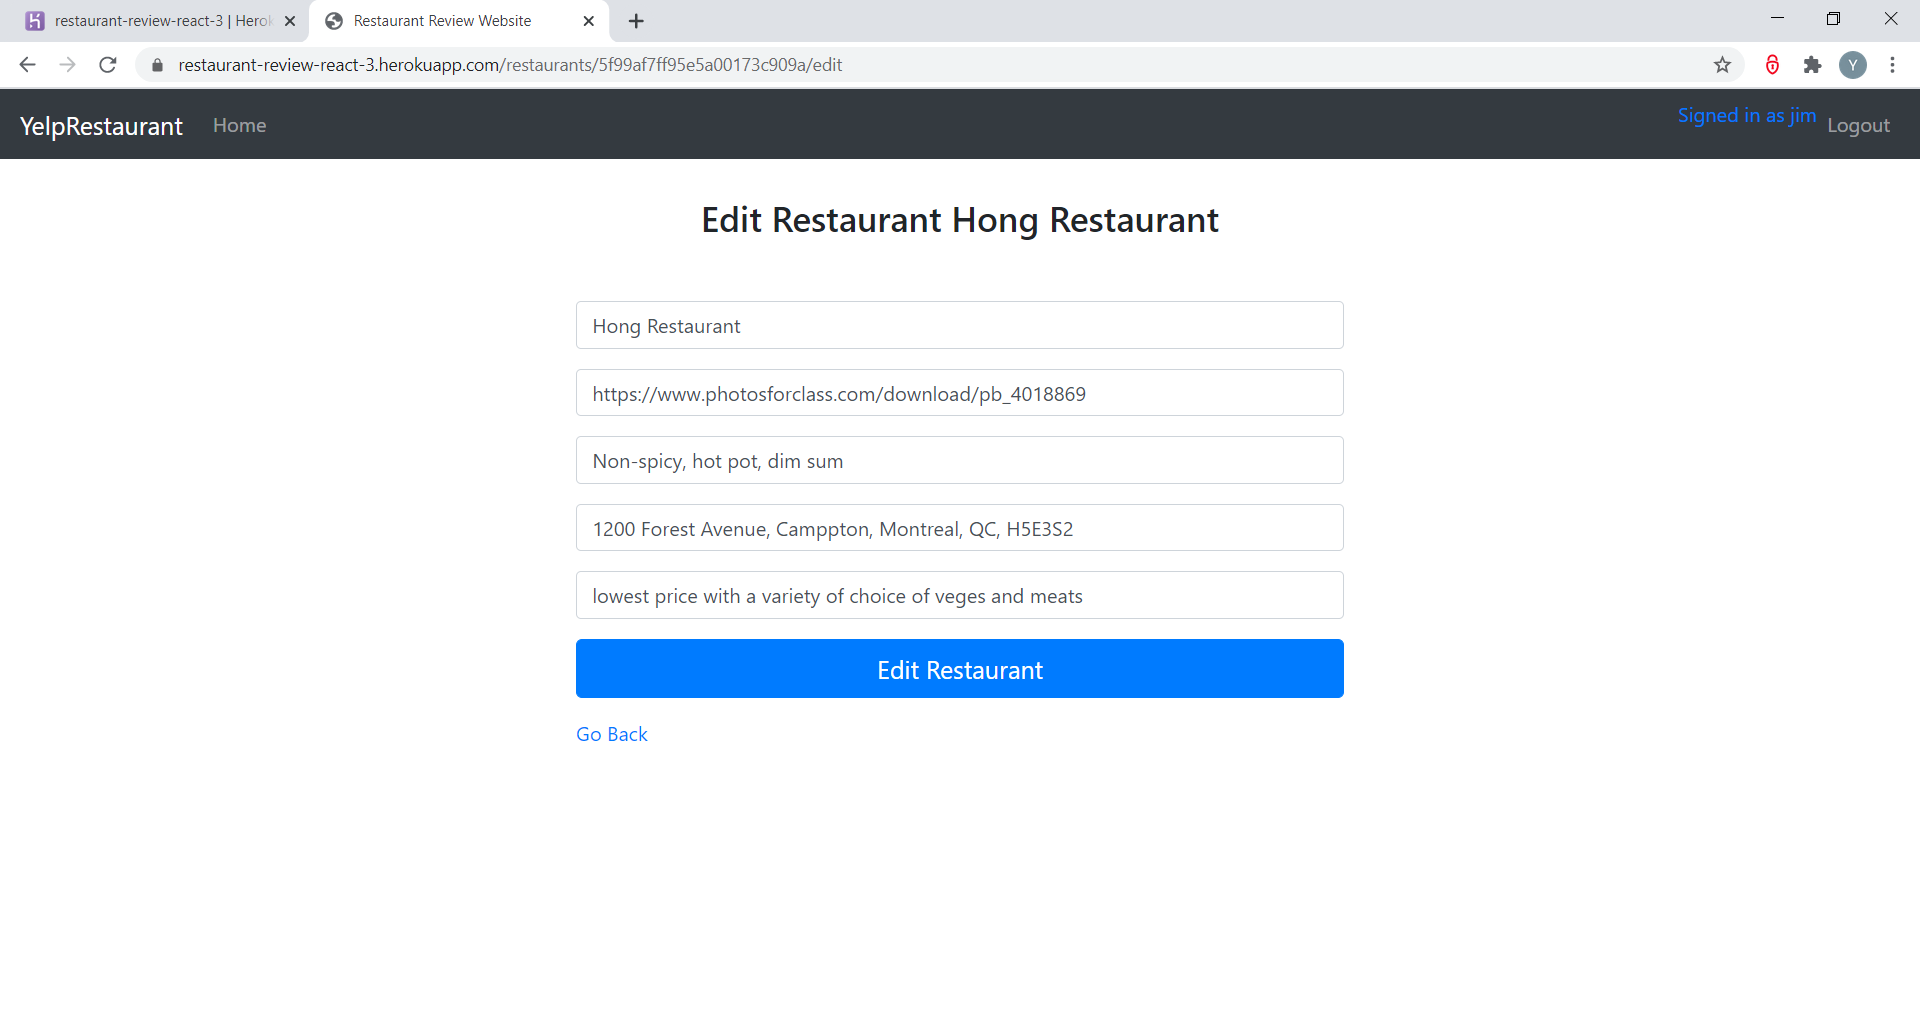 restaurant-review-react-3 | Herok
Restaurant Review Website
restaurant-review-react-3.herokuapp.com/restaurants/5f99af7ff95e5a00173c909a/edit
Y
YelpRestaurant
Home
Signed in as jim
Logout
Edit Restaurant Hong Restaurant
Hong Restaurant
https://www.photosforclass.com/download/pb_4018869
Non-spicy, hot pot, dim sum
1200 Forest Avenue, Camppton, Montreal, QC, H5E3S2
lowest price with a variety of choice of veges and meats
Edit Restaurant
Go Back